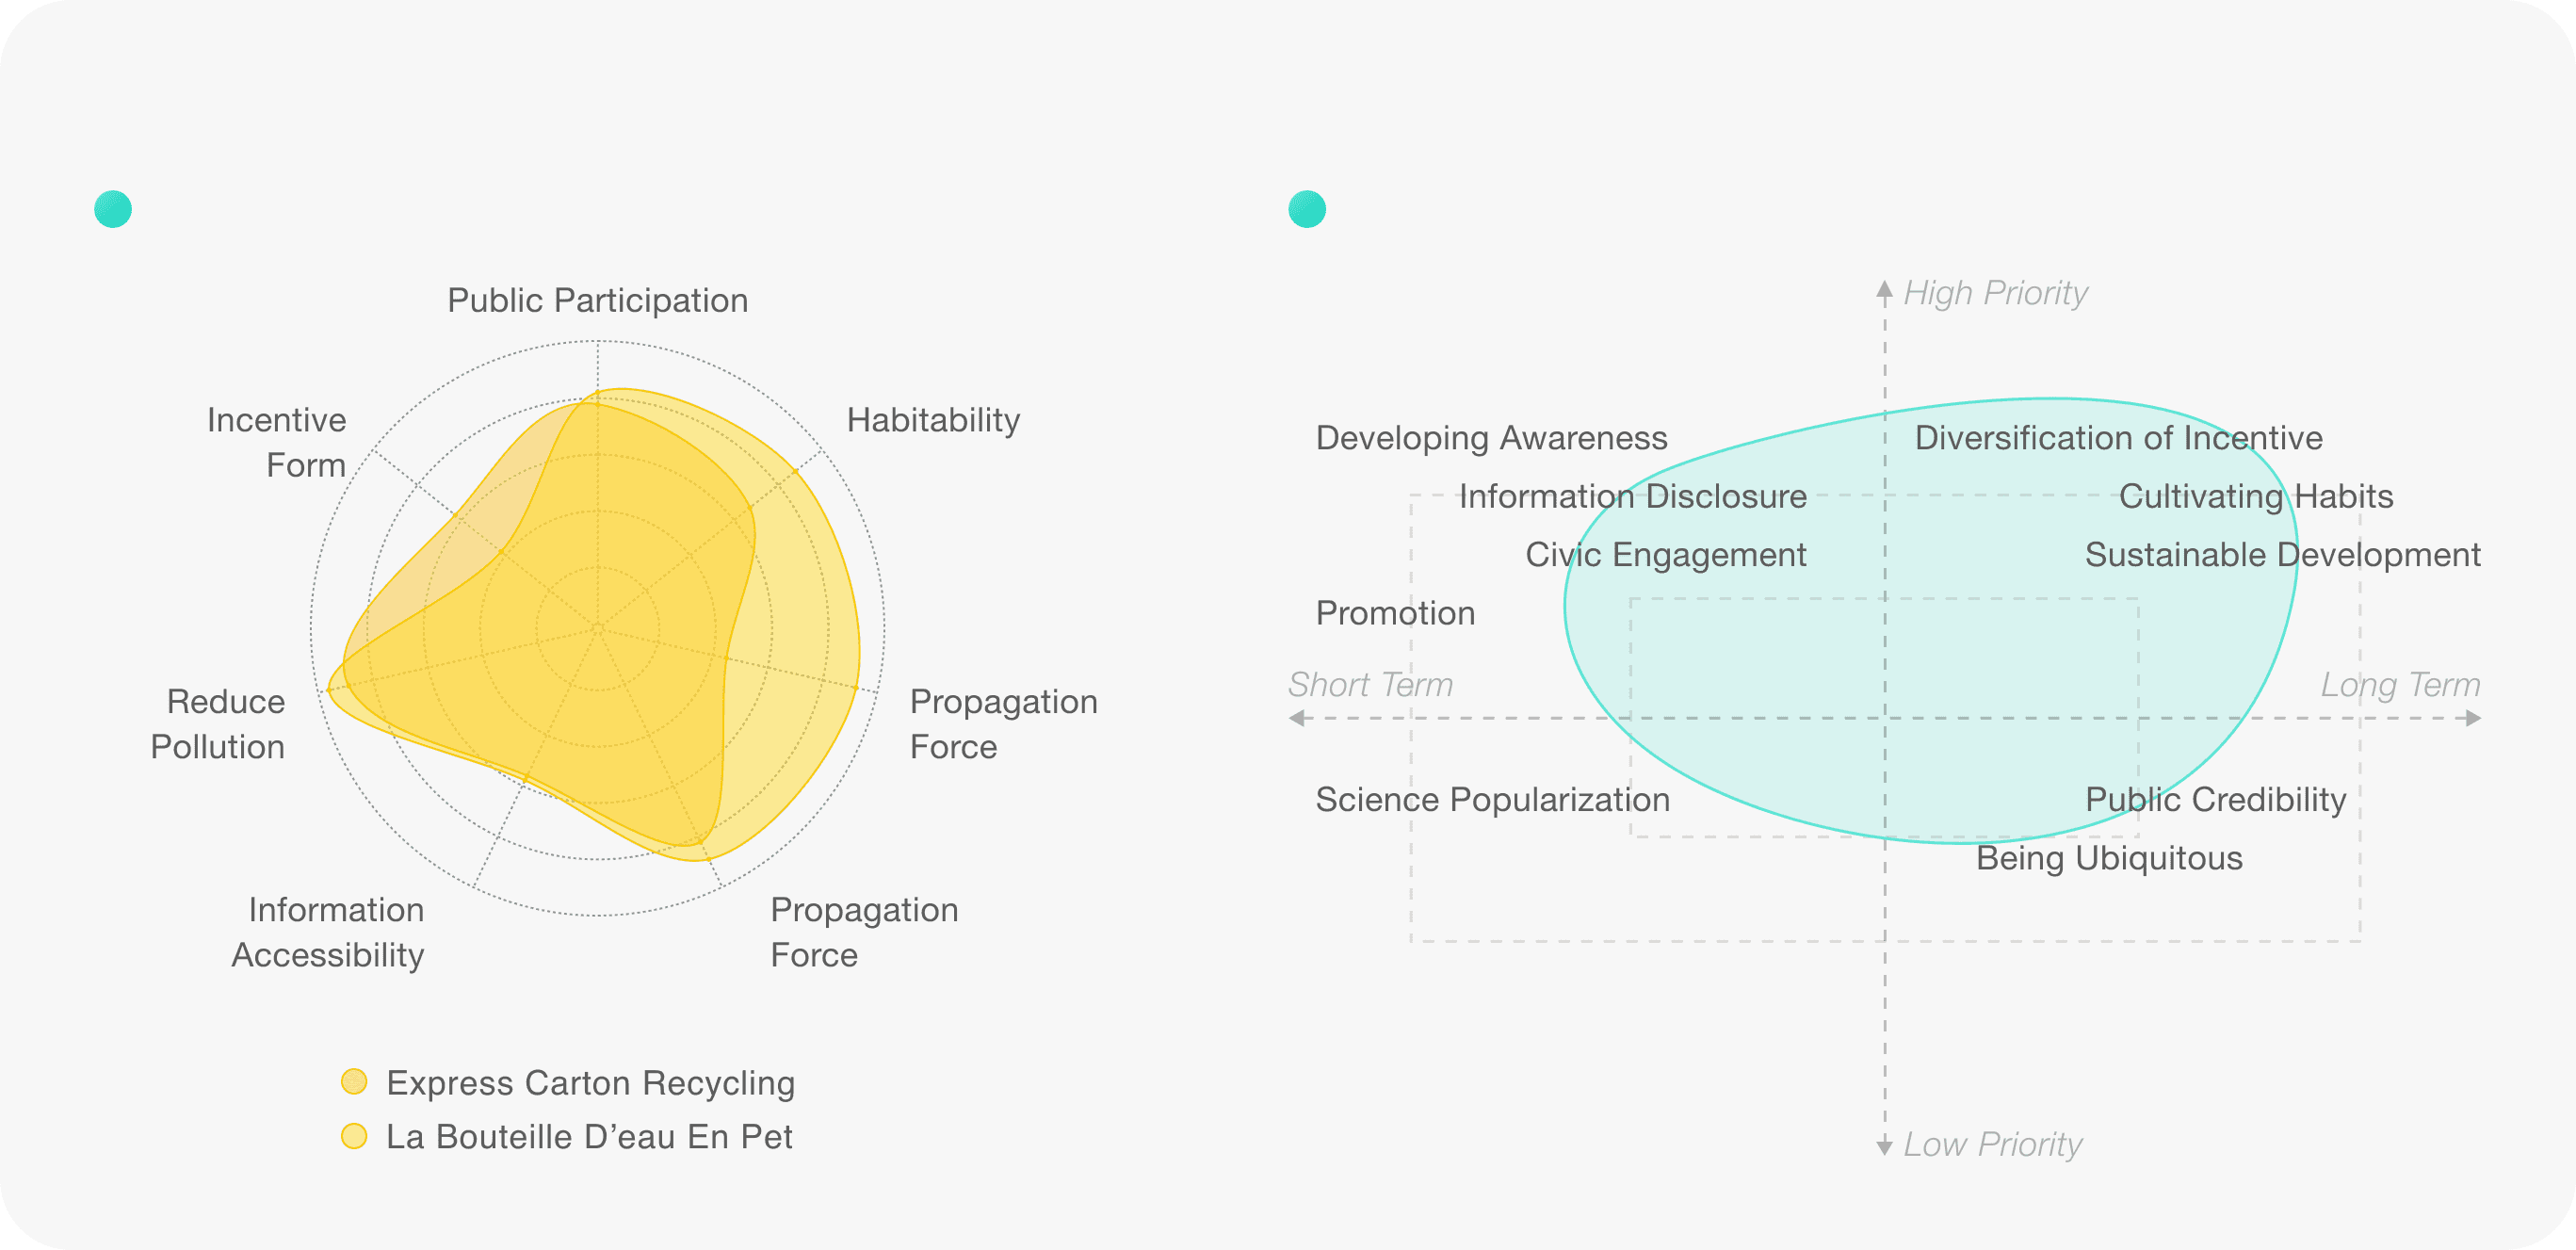 Public Participation
Incentive
Form
Habitability
Reduce
Pollution
Propagation
Force
Information
Accessibility
Propagation
Force
Express Carton Recycling
La Bouteille D’eau En Pet
High Priority
Developing Awareness
Diversification of Incentive
Information Disclosure
Cultivating Habits
Civic Engagement
Sustainable Development
Promotion
Short Term
Long Term
Science Popularization
Public Credibility
Being Ubiquitous
Low Priority